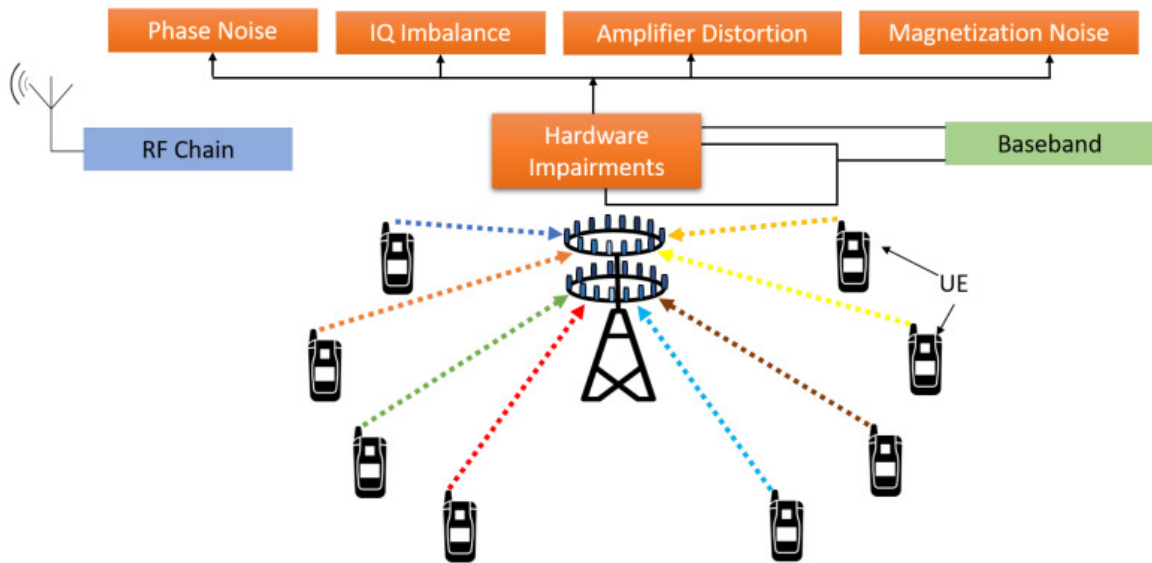 Phase Noise
IQ Imbalance
Amplifier Distortion
Magnetization Noise
RF Chain
Hardware
Impairments
Baseband
UE